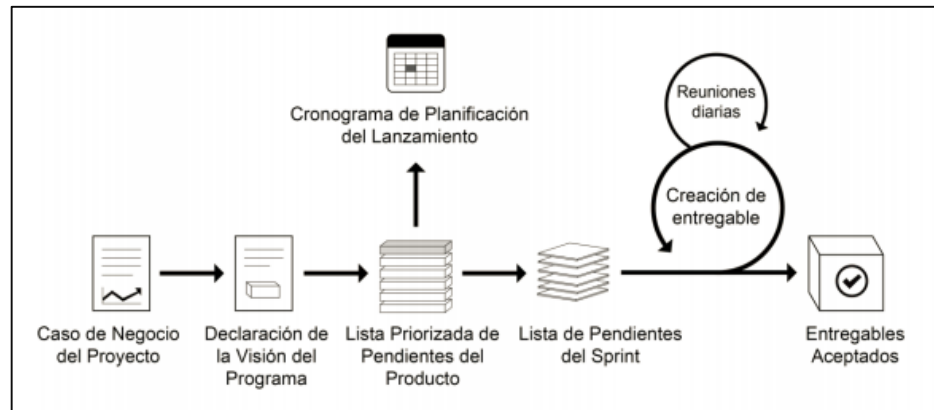 Cronograma de Planificación
del Lanzamiento
Reuniones
diarias
Creación de
entregable
Caso de Negocio
del Proyecto
Declaración de
la Visión del
Programa
Lista Priorizada de
Pendientes del
Producto
Lista de Pendientes
del Sprint
Entregables
Aceptados